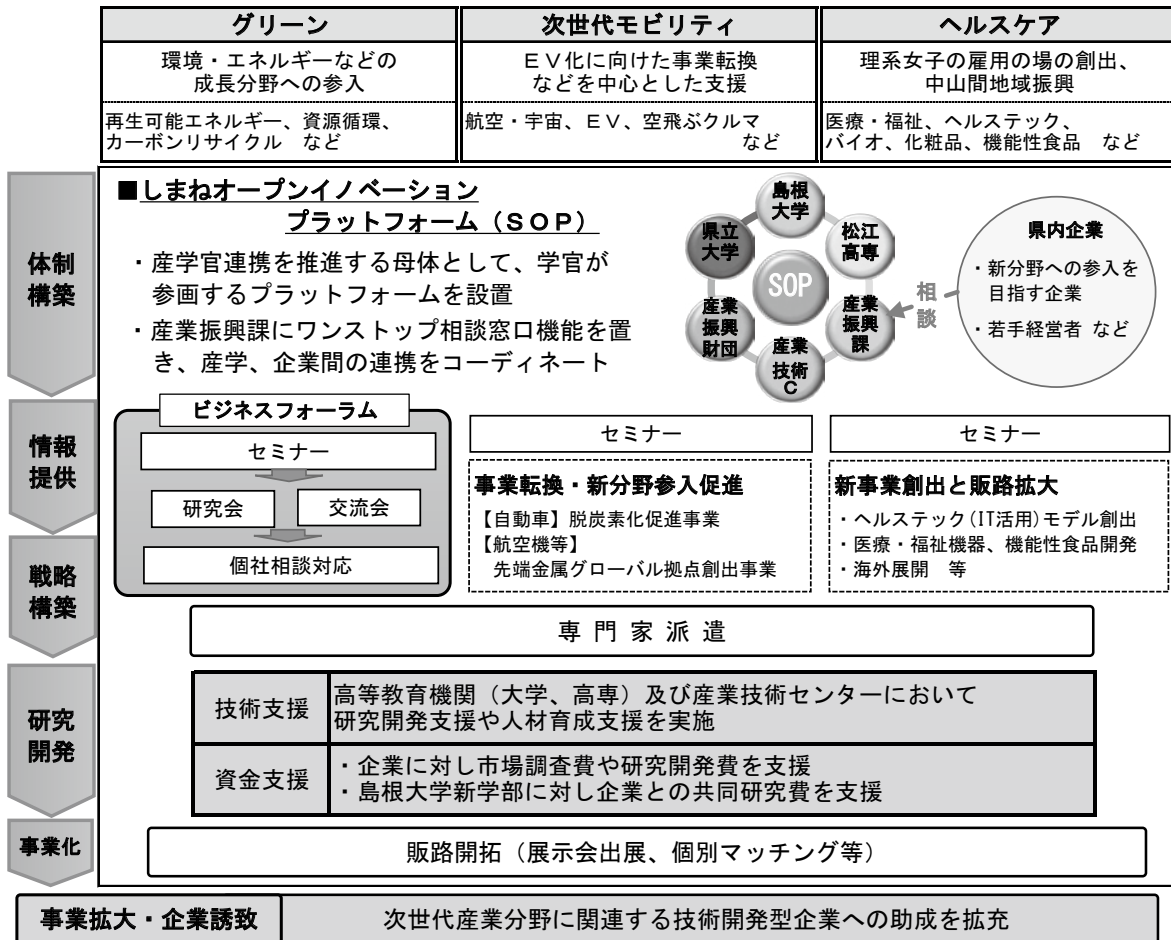 グリーン
環境・エネルギーなどの
成長分野への参入
再生可能エネルギー、資源循環、
カーボンリサイクル　など
次世代モビリティ
ＥＶ化に向けた事業転換
などを中心とした支援
航空・宇宙、ＥＶ、空飛ぶクルマ
など
ヘルスケア
理系女子の雇用の場の創出、
中山間地域振興
医療・福祉、ヘルステック、
バイオ、化粧品、機能性食品　など
体制
構築
■しまねオープンイノベーション
プラットフォーム（ＳＯＰ）
・産学官連携を推進する母体として、学官が
参画するプラットフォームを設置
・産業振興課にワンストップ相談窓口機能を置
き、産学、企業間の連携をコーディネート
島根
大学
県立
大学
松江
高専
SOP
産業
振興
財団
産業
振興
課
産業
技術
C
相
談
県内企業
・新分野への参入を
目指す企業
・若手経営者 など
情報
提供
ビジネスフォーラム
セミナー
研究会
交流会
個社相談対応
セミナー
事業転換・新分野参入促進
【自動車】脱炭素化促進事業
【航空機等】
先端金属グローバル拠点創出事業
セミナー
新事業創出と販路拡大
・ヘルステック(IT活用)モデル創出
・医療・福祉機器、機能性食品開発
・海外展開　等
戦略
構築
専 門 家 派 遣
研究
開発
技術支援
高等教育機関（大学、高専）及び産業技術センターにおいて
研究開発支援や人材育成支援を実施
資金支援
・企業に対し市場調査費や研究開発費を支援
・島根大学新学部に対し企業との共同研究費を支援
事業化
販路開拓（展示会出展、個別マッチング等）
事業拡大・企業誘致
次世代産業分野に関連する技術開発型企業への助成を拡充